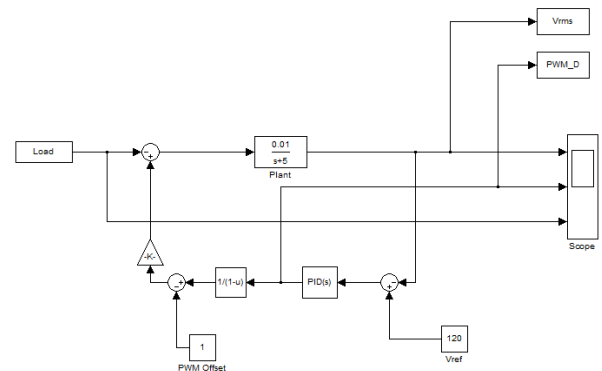 Vrms
PWM_D
Load
0.01
s+5
Plant
Scope
-K-
1/(1-u)
PID(s)
1
PWM Offset
120
Vref